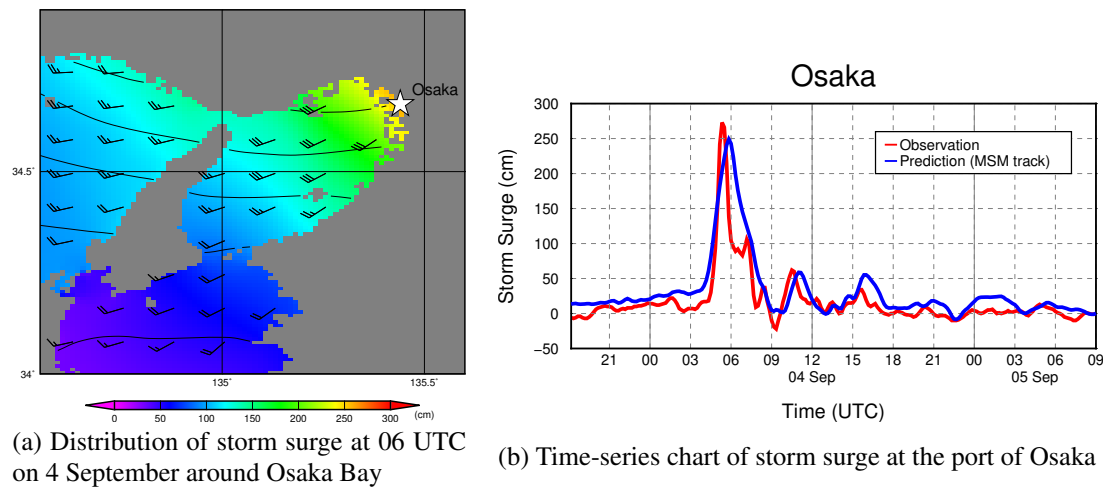 Osaka
34.5˚
34˚
135˚
135.5˚
(cm)
0 50 100 150 200 250 300
(a) Distribution of storm surge at 06 UTC
on 4 September around Osaka Bay
Osaka
Storm Surge (cm)
300
250
200
150
100
50
0
−50
Observation
Prediction (MSM track)
21 00 03 06 09 12 15 18 21 00 03 06 09
04 Sep 05 Sep
Time (UTC)
(b) Time-series chart of storm surge at the port of Osaka